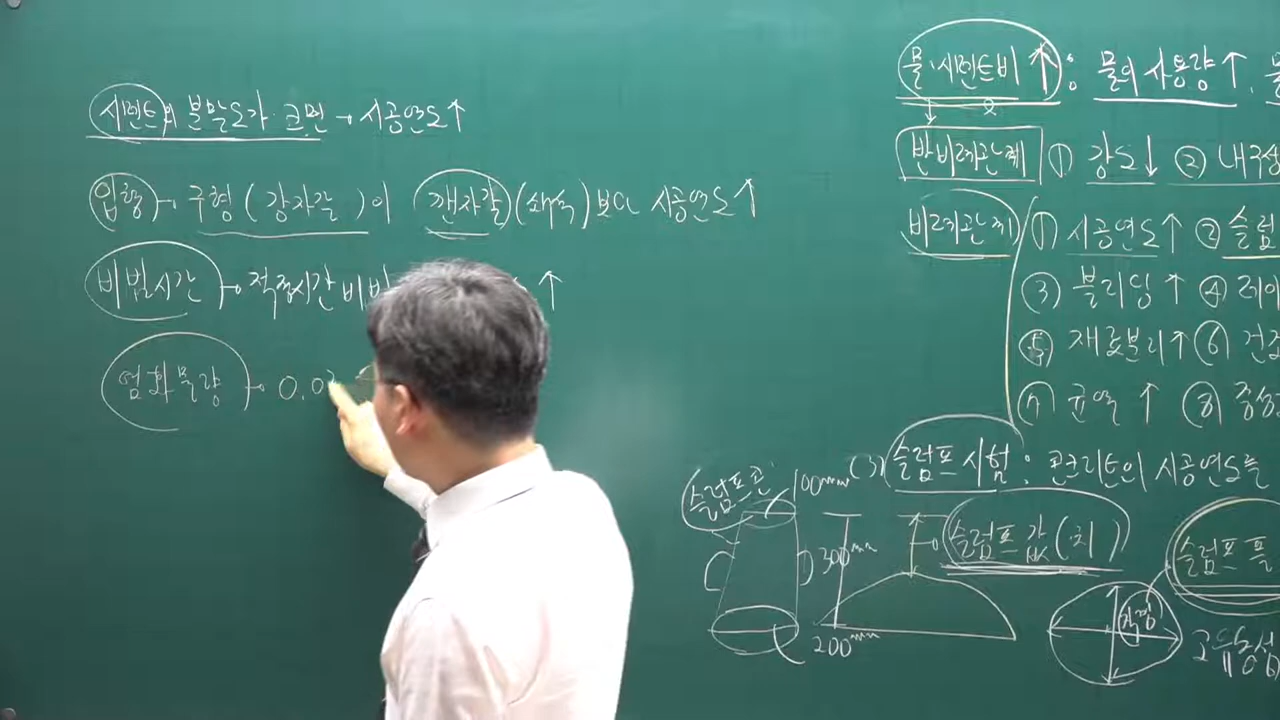 시멘트의 분말도가 크면 → 시공연도↑
입형 → 구형 (강자갈)이 깬자갈(쇄석)보다 시공연도↑
비빔시간 → 적정시간 비비 ↑
염화물량 → 0.0
물·시멘트비↑ : 물의 사용량↑.
반비례관계 ① 강도↓ ② 내구성
비례관계 ① 시공연도↑ ② 슬럼
③ 블리딩↑ ④ 레이
⑤ 재료분리↑ ⑥ 건조
⑦ 균열↑ ⑧ 중성
(3) 슬럼프시험 : 콘크리트의 시공연도를
슬럼프콘 100mm
슬럼프 값(치)
300mm
200mm
슬럼프 플
직경
고유동성